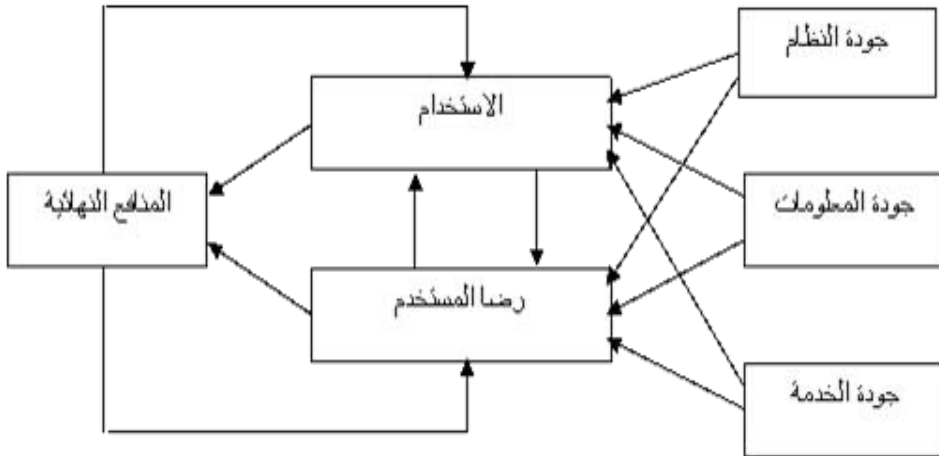 جودة النظام
الاستخدام
جودة المعلومات
المنافع النهائية
رضا المستخدم
جودة الخدمة